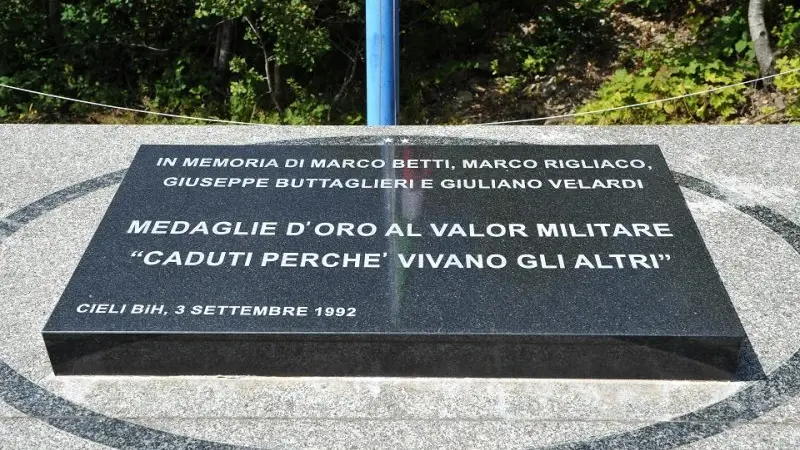 IN MEMORIA DI MARCO BETTI, MARCO RIGLIACO,
GIUSEPPE BUTTAGLIERI E GIULIANO VELARDI
MEDAGLIE D'ORO AL VALOR MILITARE
“CADUTI PERCHE' VIVANO GLI ALTRI”
CIELI BiH, 3 SETTEMBRE 1992